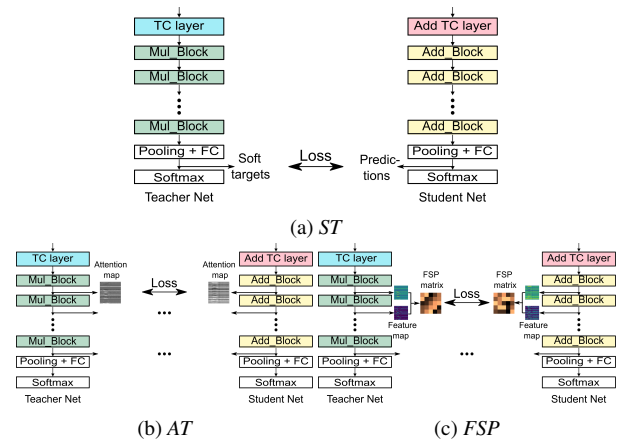 TC layer
Mul_Block
Mul_Block
Mul_Block
Pooling + FC
Softmax
Teacher Net
Soft
targets
Loss
Predic-
tions
Add TC layer
Add_Block
Add_Block
Add_Block
Pooling + FC
Softmax
Student Net
(a) ST
TC layer
Mul_Block
Mul_Block
Mul_Block
Pooling + FC
Softmax
Teacher Net
Attention
map
Loss
Attention
map
Add TC layer
Add_Block
Add_Block
Add_Block
Pooling + FC
Softmax
Student Net
(b) AT
TC layer
Mul_Block
Mul_Block
Mul_Block
Pooling + FC
Softmax
Teacher Net
FSP
matrix
Feature
map
Loss
FSP
matrix
Feature
map
Add TC layer
Add_Block
Add_Block
Add_Block
Pooling + FC
Softmax
Student Net
(c) FSP